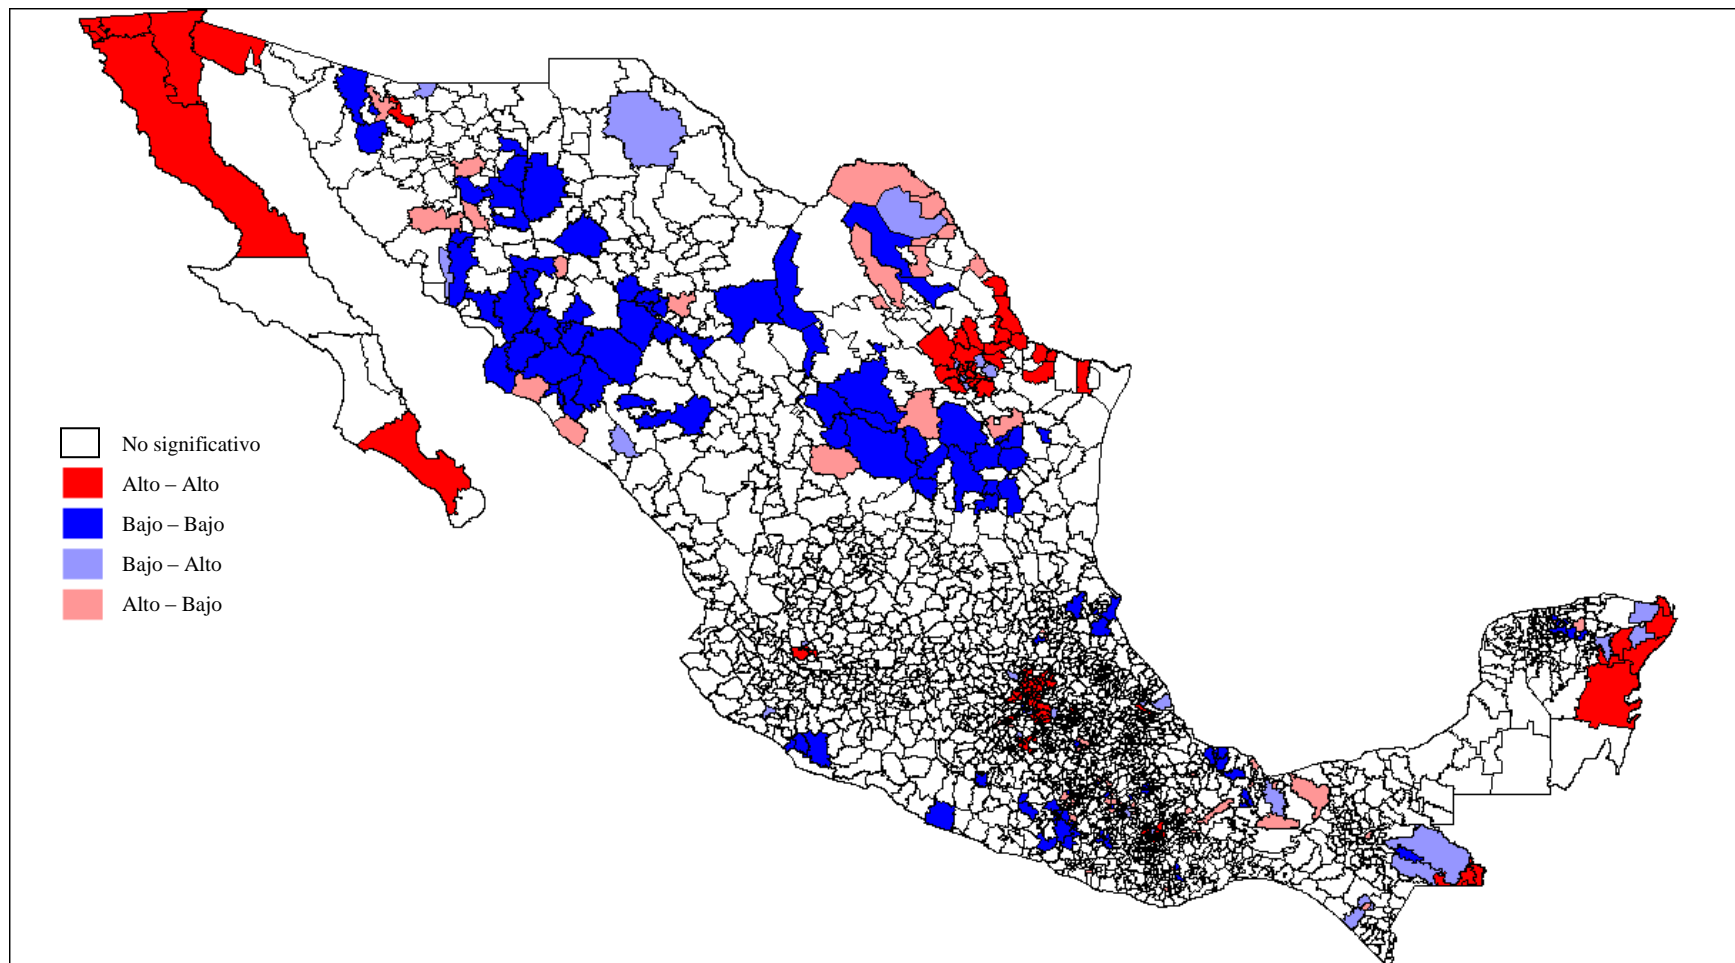 No significativo
Alto – Alto
Bajo – Bajo
Bajo – Alto
Alto – Bajo